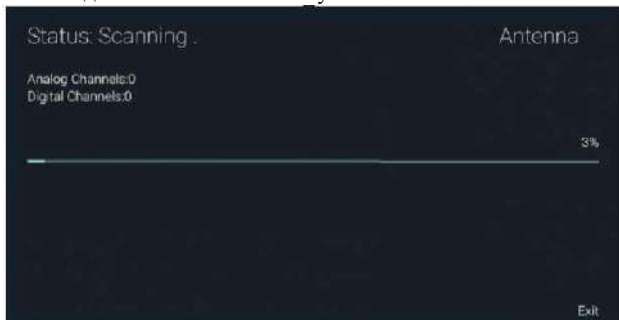 Status: Scanning .
Antenna
Analog Channels:0
Digital Channels:0
3%
Exit